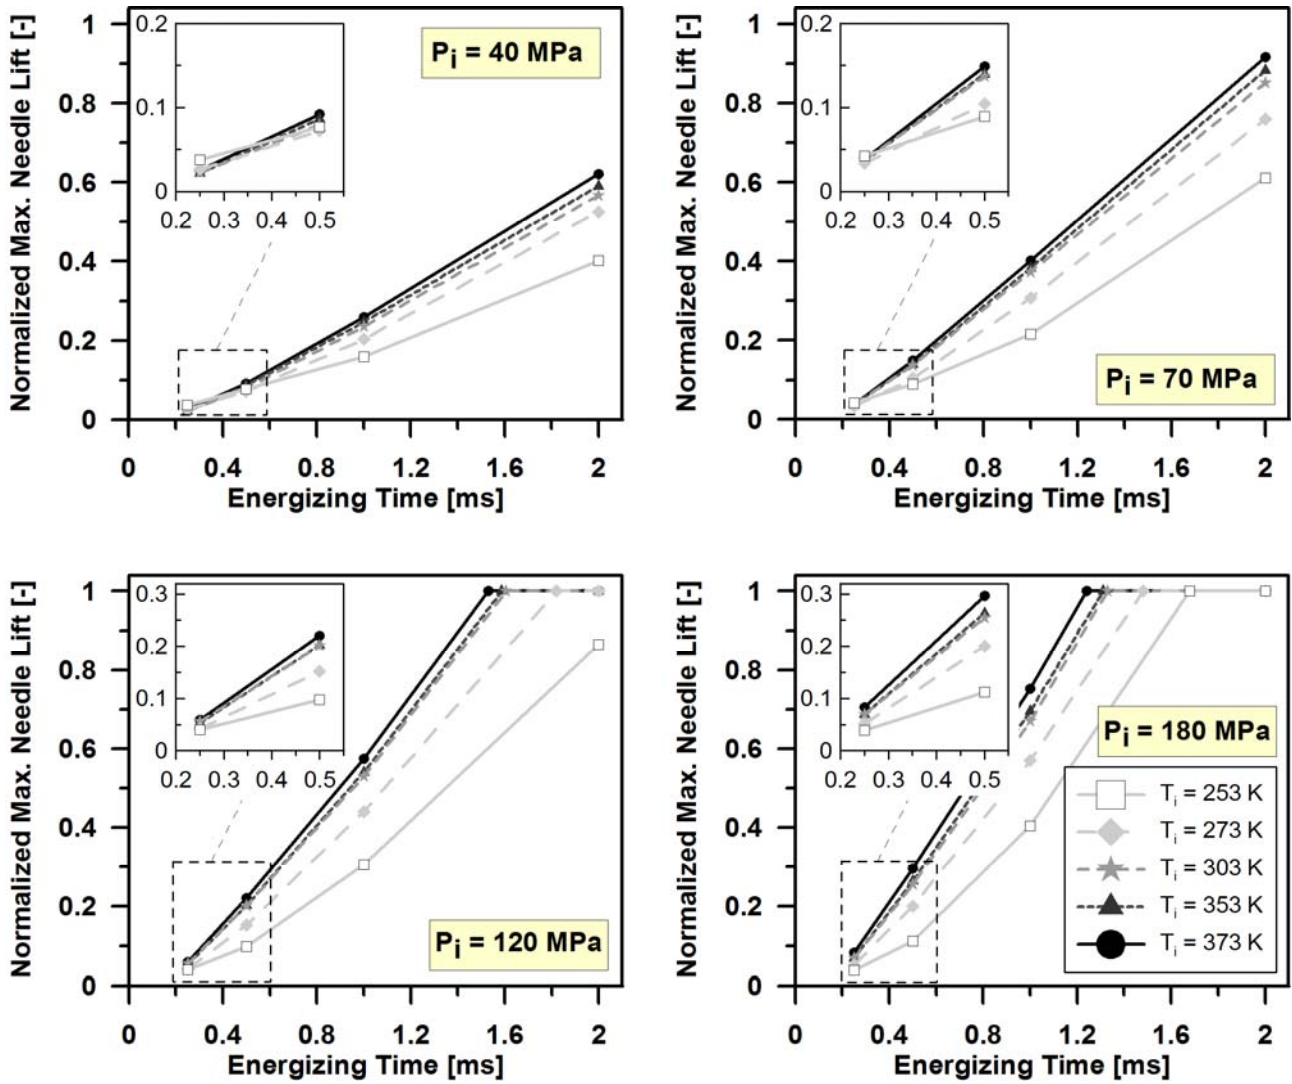 Normalized Max. Needle Lift [-]
1
0.8
0.6
0.4
0.2
0
0.2
0.1
0
0.2 0.3 0.4 0.5
Pi = 40 MPa
0 0.4 0.8 1.2 1.6 2
Energizing Time [ms]
Normalized Max. Needle Lift [-]
1
0.8
0.6
0.4
0.2
0
0.2
0.1
0
0.2 0.3 0.4 0.5
Pi = 70 MPa
0 0.4 0.8 1.2 1.6 2
Energizing Time [ms]
Normalized Max. Needle Lift [-]
1
0.8
0.6
0.4
0.2
0
0.3
0.2
0.1
0
0.2 0.3 0.4 0.5
Pi = 120 MPa
0 0.4 0.8 1.2 1.6 2
Energizing Time [ms]
Normalized Max. Needle Lift [-]
1
0.8
0.6
0.4
0.2
0
0.3
0.2
0.1
0
0.2 0.3 0.4 0.5
Pi = 180 MPa
Ti = 253 K
Ti = 273 K
Ti = 303 K
Ti = 353 K
Ti = 373 K
0 0.4 0.8 1.2 1.6 2
Energizing Time [ms]